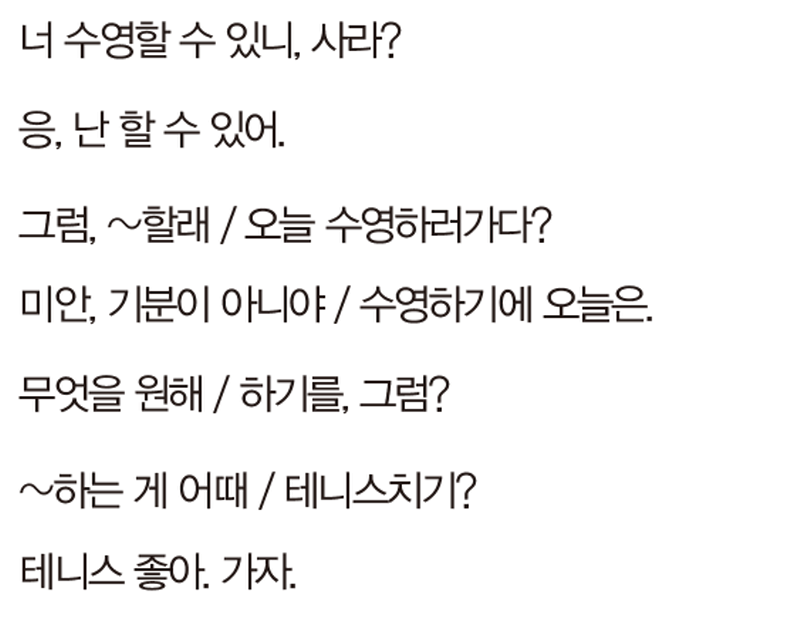 너 수영할 수 있니, 사라?
응, 난 할 수 있어.
그럼, ~할래 / 오늘 수영하러가다?
미안, 기분이 아니야 / 수영하기에 오늘은.
무엇을 원해 / 하기를, 그럼?
~하는 게 어때 / 테니스치기?
테니스 좋아. 가자.